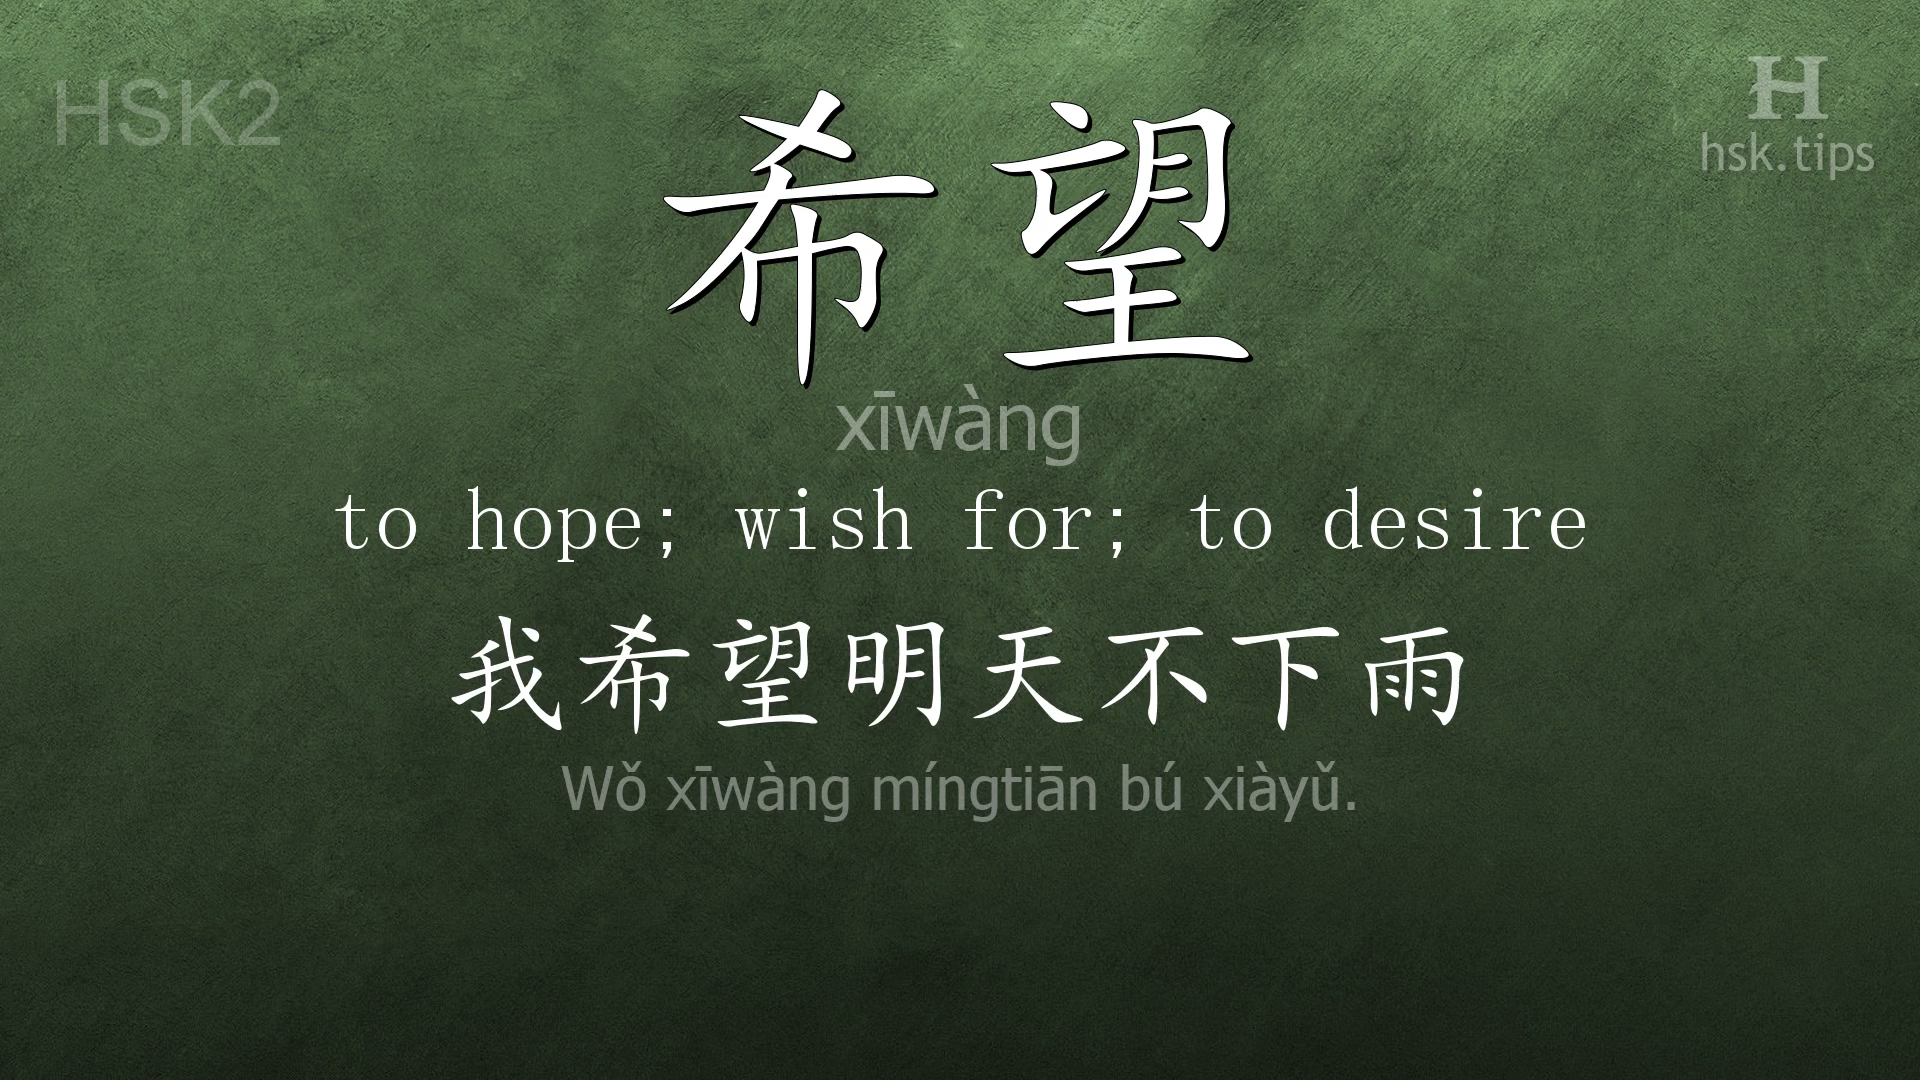 HSK2
H
hsk.tips
希望
xīwàng
to hope; wish for; to desire
我希望明天不下雨
Wǒ xīwàng míngtiān bú xiàyǔ.